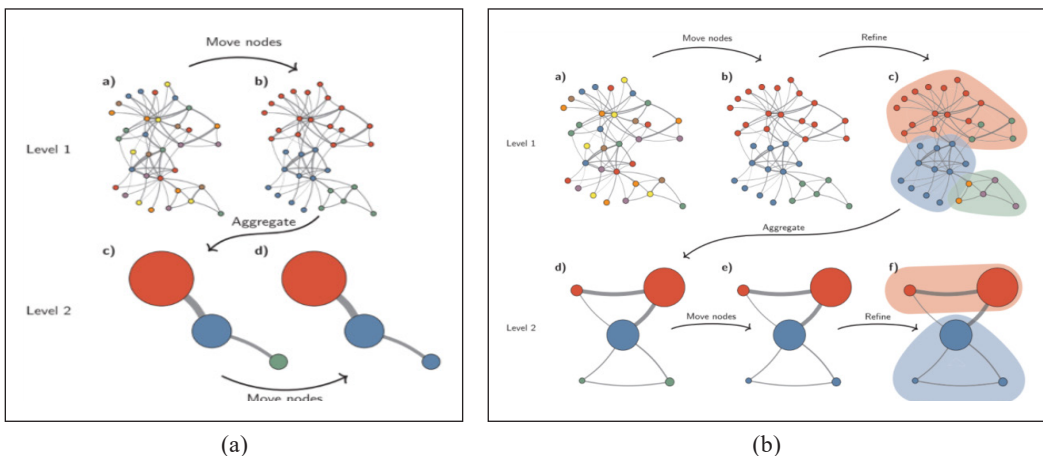 Move nodes
a)
b)
Level 1
Aggregate
c)
d)
Level 2
Move nodes
(a)
Move nodes
Refine
a)
b)
c)
Level 1
Aggregate
d)
e)
f)
Move nodes
Refine
Level 2
(b)